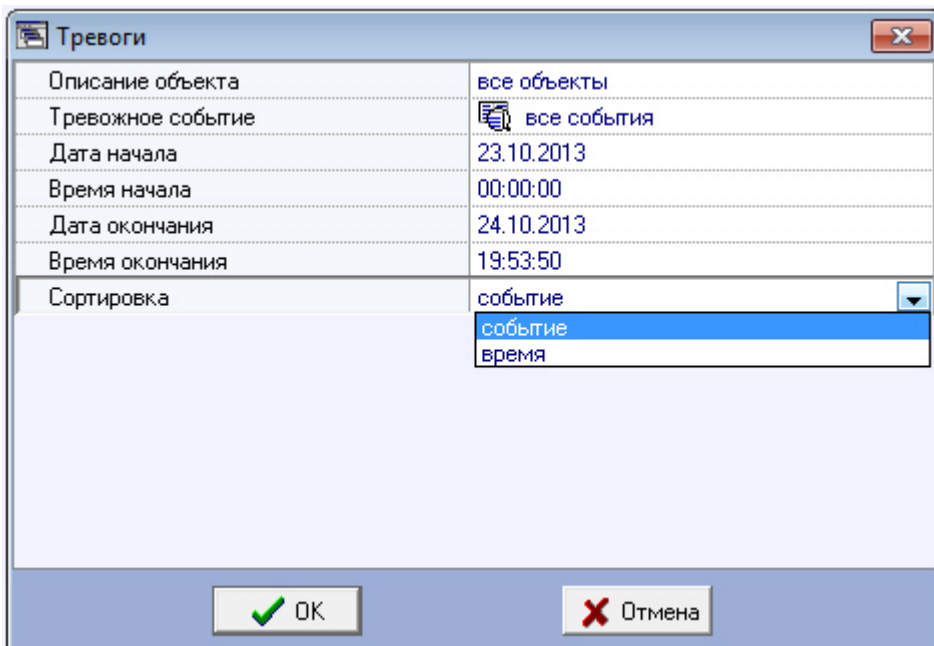 Тревоги
Описание объекта все объекты
Тревожное событие все события
Дата начала 23.10.2013
Время начала 00:00:00
Дата окончания 24.10.2013
Время окончания 19:53:50
Сортировка событие
событие
время
OK Отмена